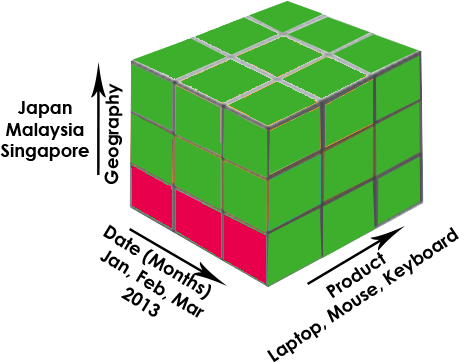 Japan
Malaysia
Singapore
Geography
Date (Months)
Jan, Feb, Mar
2013
Product
Laptop, Mouse, Keyboard